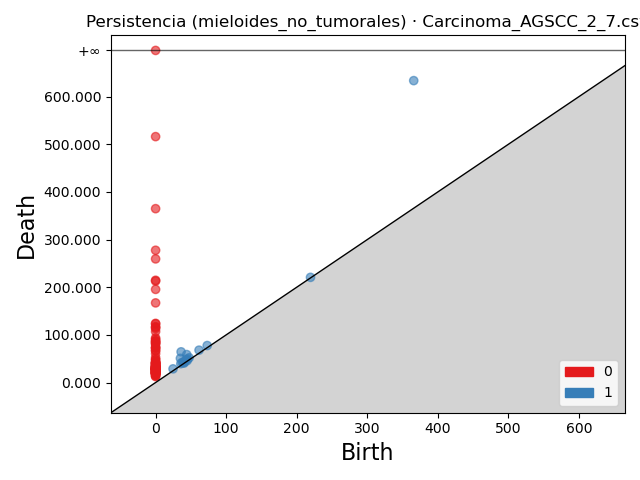 Persistencia (mieloides_no_tumorales) · Carcinoma_AGSCC_2_7.cs
+∞
600.000
500.000
400.000
300.000
200.000
100.000
0.000
Death
0
1
0 100 200 300 400 500 600
Birth